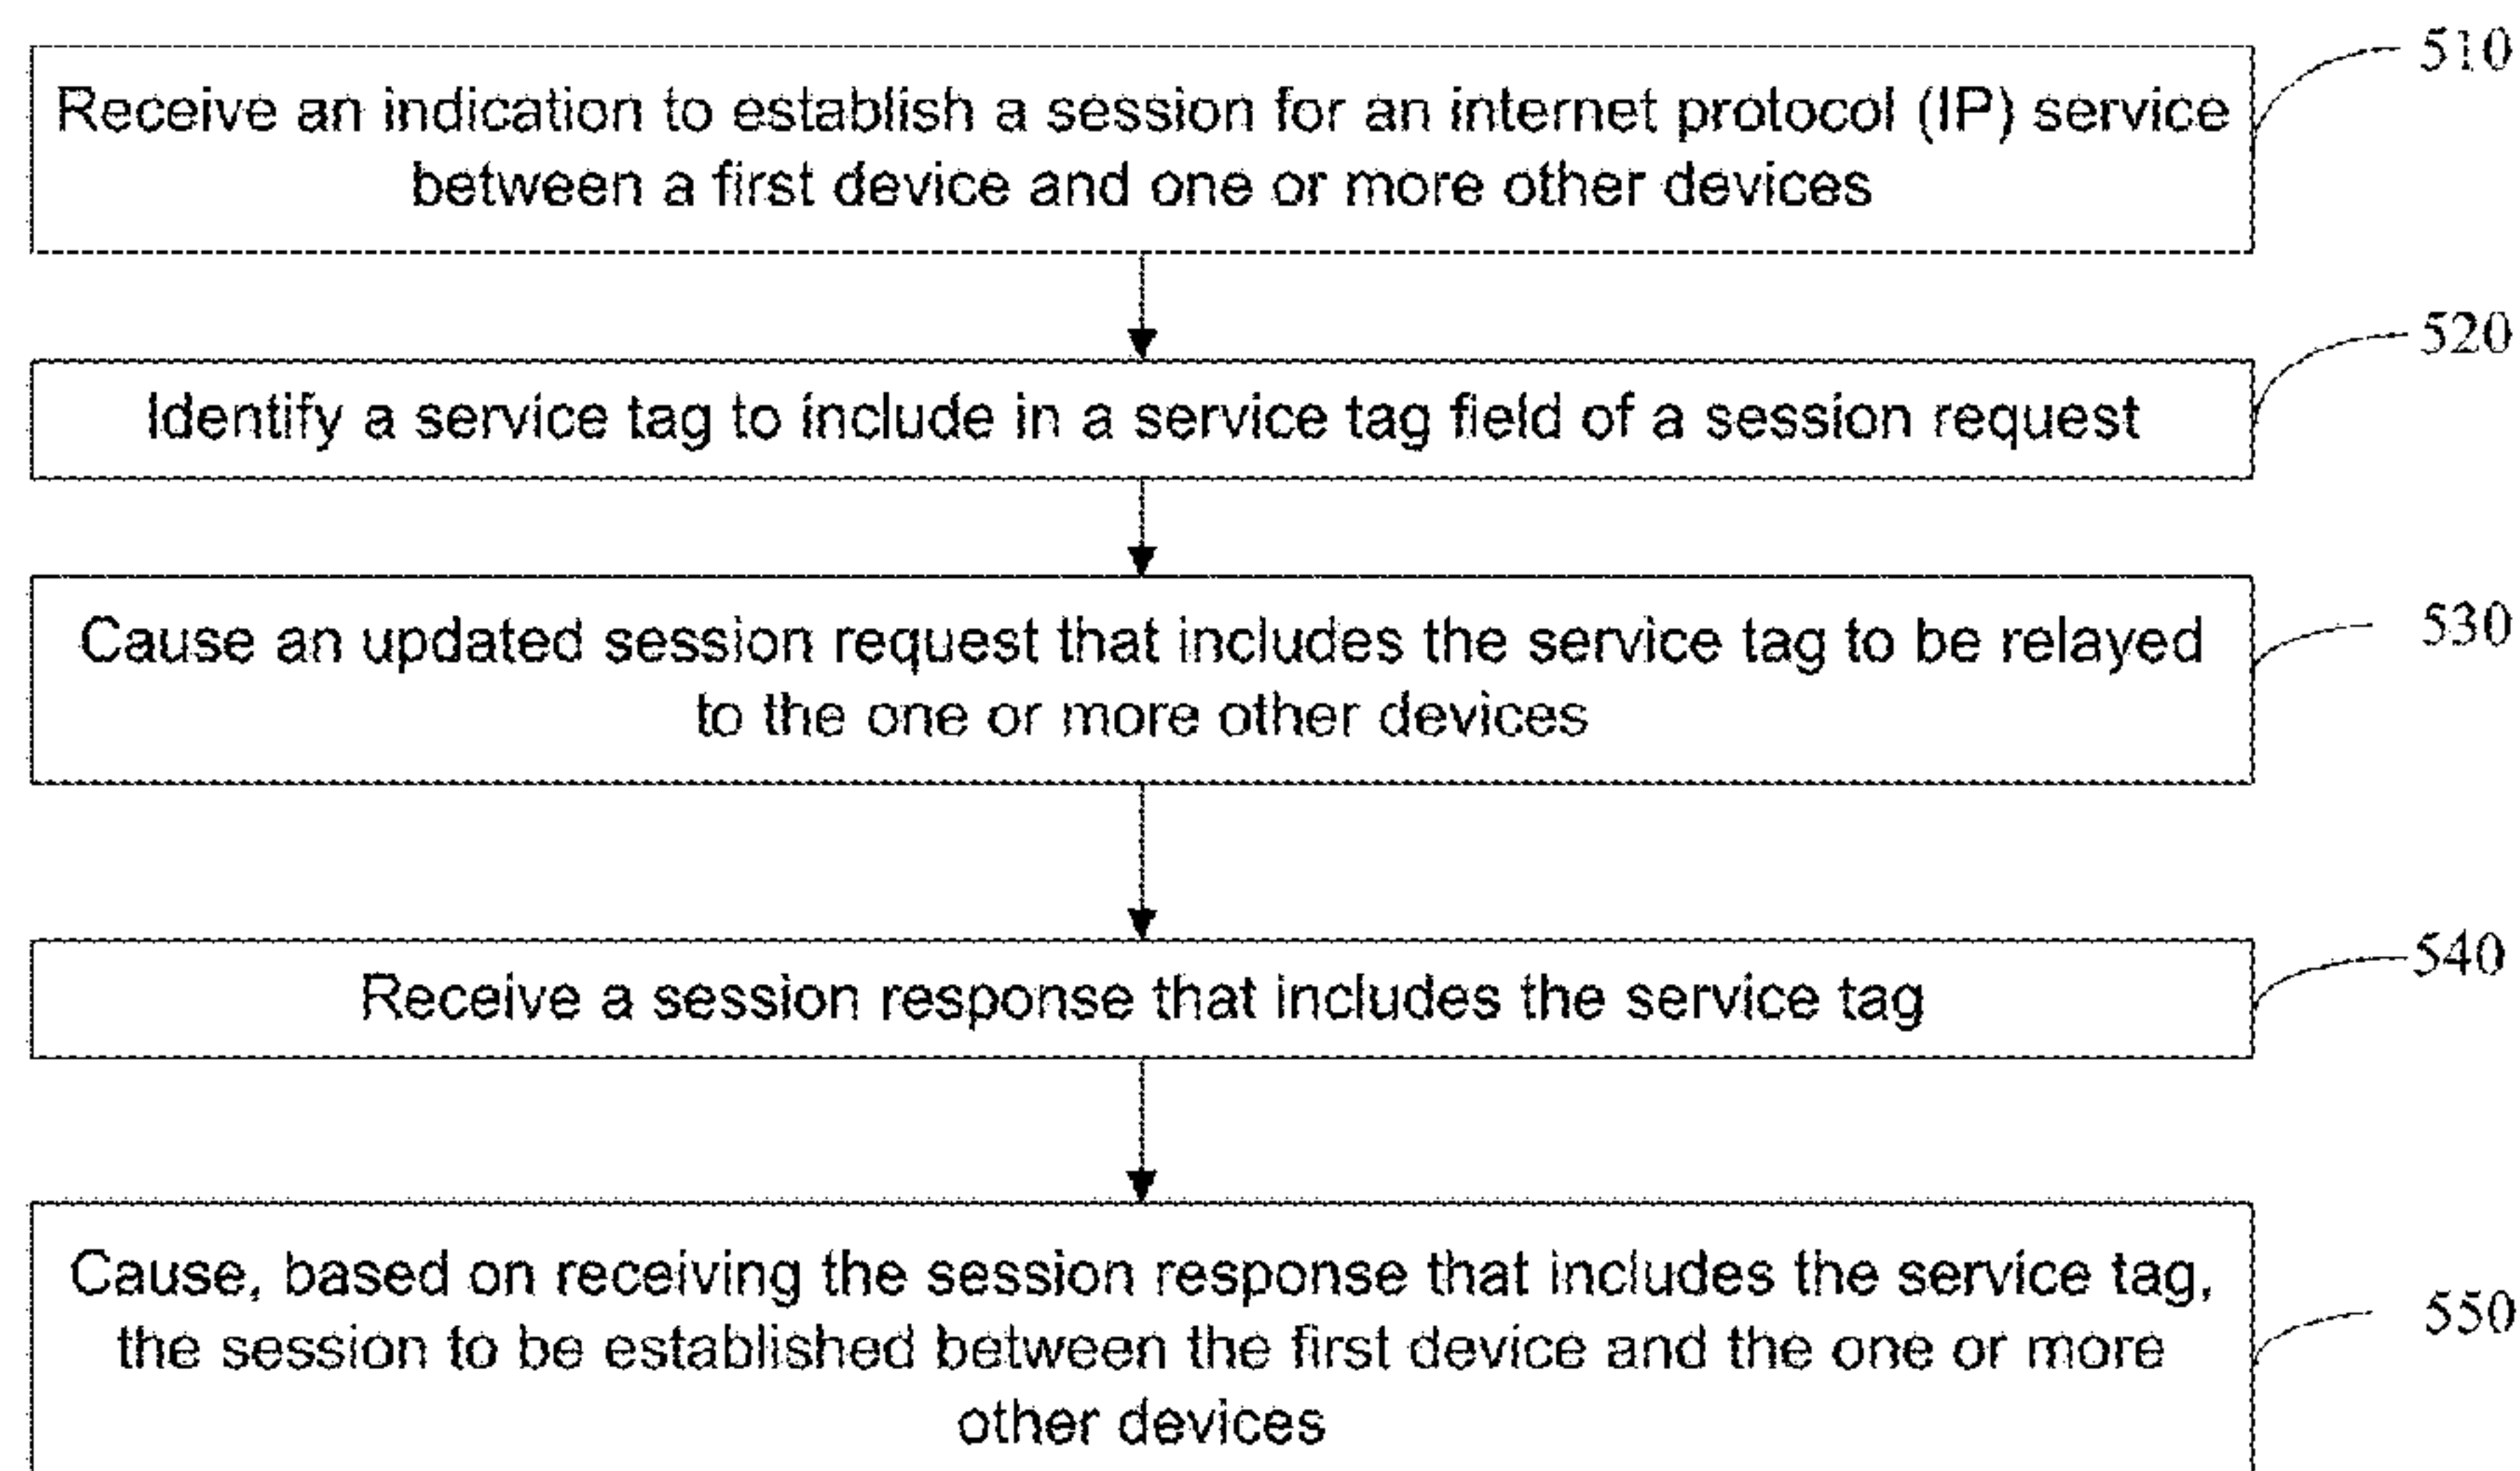 510
Receive an indication to establish a session for an internet protocol (IP) service
between a first device and one or more other devices
520
Identify a service tag to include in a service tag field of a session request
530
Cause an updated session request that includes the service tag to be relayed
to the one or more other devices
540
Receive a session response that includes the service tag
550
Cause, based on receiving the session response that includes the service tag,
the session to be established between the first device and the one or more
other devices